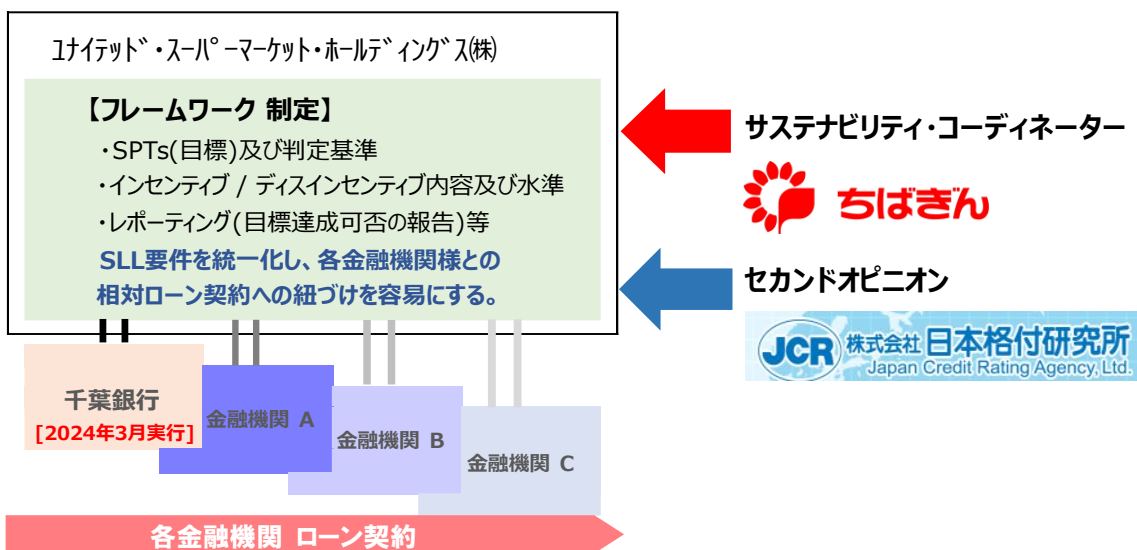 ﾕﾅｲﾃｯﾄﾞ・ｽｰﾊﾟｰﾏｰｹｯﾄ・ﾎｰﾙﾃﾞｨﾝｸﾞｽ㈱
【フレームワーク 制定】
・SPTs(目標)及び判定基準
・インセンティブ / ディスインセンティブ内容及び水準
・レポーティング(目標達成可否の報告)等
SLL要件を統一化し、各金融機関様との
相対ローン契約への紐づけを容易にする。
サステナビリティ・コーディネーター
ちばぎん
セカンドオピニオン
JCR 株式会社 日本格付研究所
Japan Credit Rating Agency, Ltd.
千葉銀行
[2024年3月実行]
金融機関 A
金融機関 B
金融機関 C
各金融機関 ローン契約